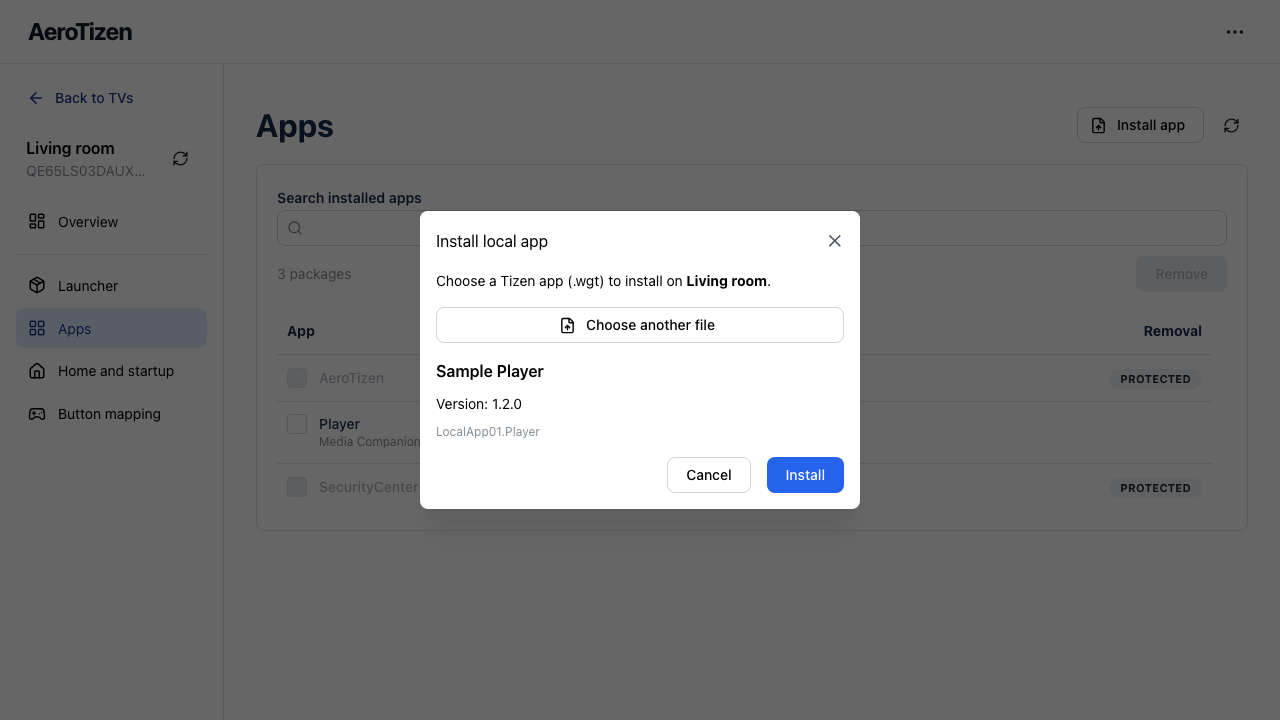 AeroTizen
Back to TVs
Living room
QE65LS03DAUX...
Overview
Launcher
Apps
Home and startup
Button mapping
Apps
Install app
Search installed apps
3 packages
Remove
App
Removal
AeroTizen
PROTECTED
Player
Media Companion
SecurityCenter
PROTECTED
Install local app
Choose a Tizen app (.wgt) to install on Living room.
Choose another file
Sample Player
Version: 1.2.0
LocalApp01.Player
Cancel
Install